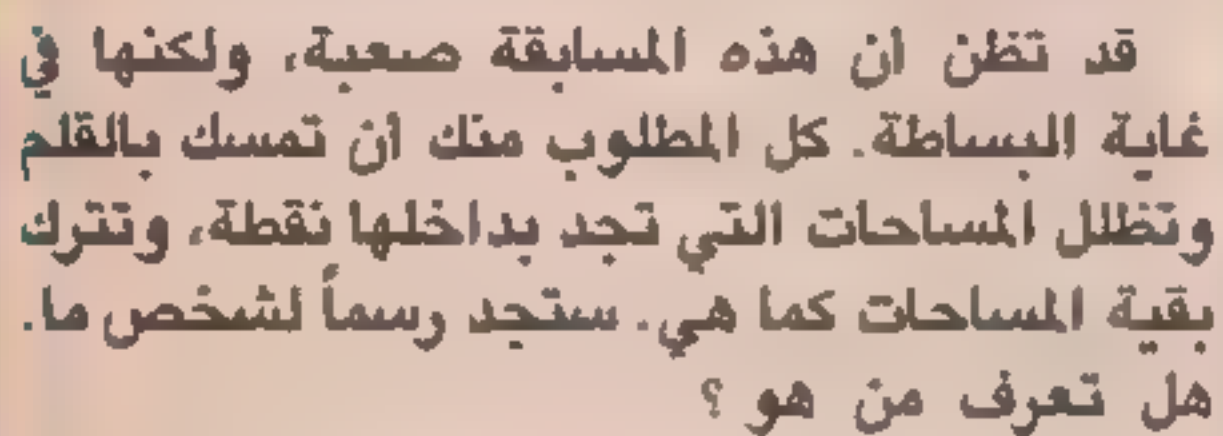 قد تظن ان هذه المسابقة صعبة، ولكنها في
غاية البساطة. كل المطلوب منك ان تمسك بالقلم
وتظلل المساحات التي تجد بداخلها نقطة، وتترك
بقية المساحات كما هي. ستجد رسماً لشخص ما.
هل تعرف من هو ؟